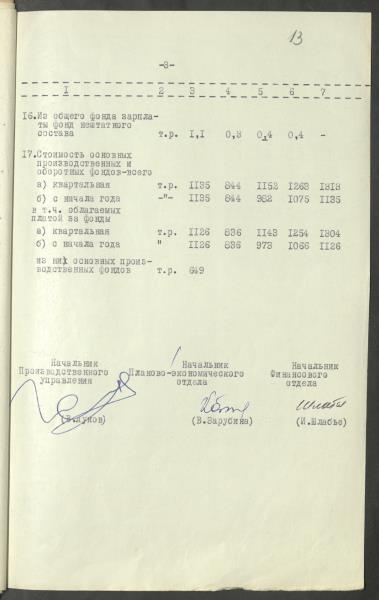 13
-8-
1 2 3 4 5 6 7
16.Из общего фонда зарпла-
ты фонд нештатного
состава т.р. I,I 0,3 0,4 0,4 -
17.Стоимость основных
производственных и
оборотных фондов-всего
а) квартальная т.р. II35 844 II52 I263 I313
б) с начала года -"- II35 844 982 I075 II35
в т.ч. облагаемых
платой за фонды
а) квартальная т.р. II26 836 II43 I254 I304
б) с начала года " II26 836 973 I066 II26
из них основных произ-
водственных фондов т.р. 649
Начальник Начальник Начальник
Производственного Планово-экономического Финансового
управления отдела отдела
(В.Зарубина) (И.Шлабье)